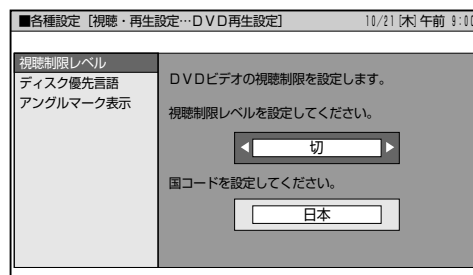 ■各種設定［視聴・再生設定…ＤＶＤ再生設定］ 10/21[木]午前 9:00
視聴制限レベル
ディスク優先言語
アングルマーク表示
ＤＶＤビデオの視聴制限を設定します。
視聴制限レベルを設定してください。
切
国コードを設定してください。
日本